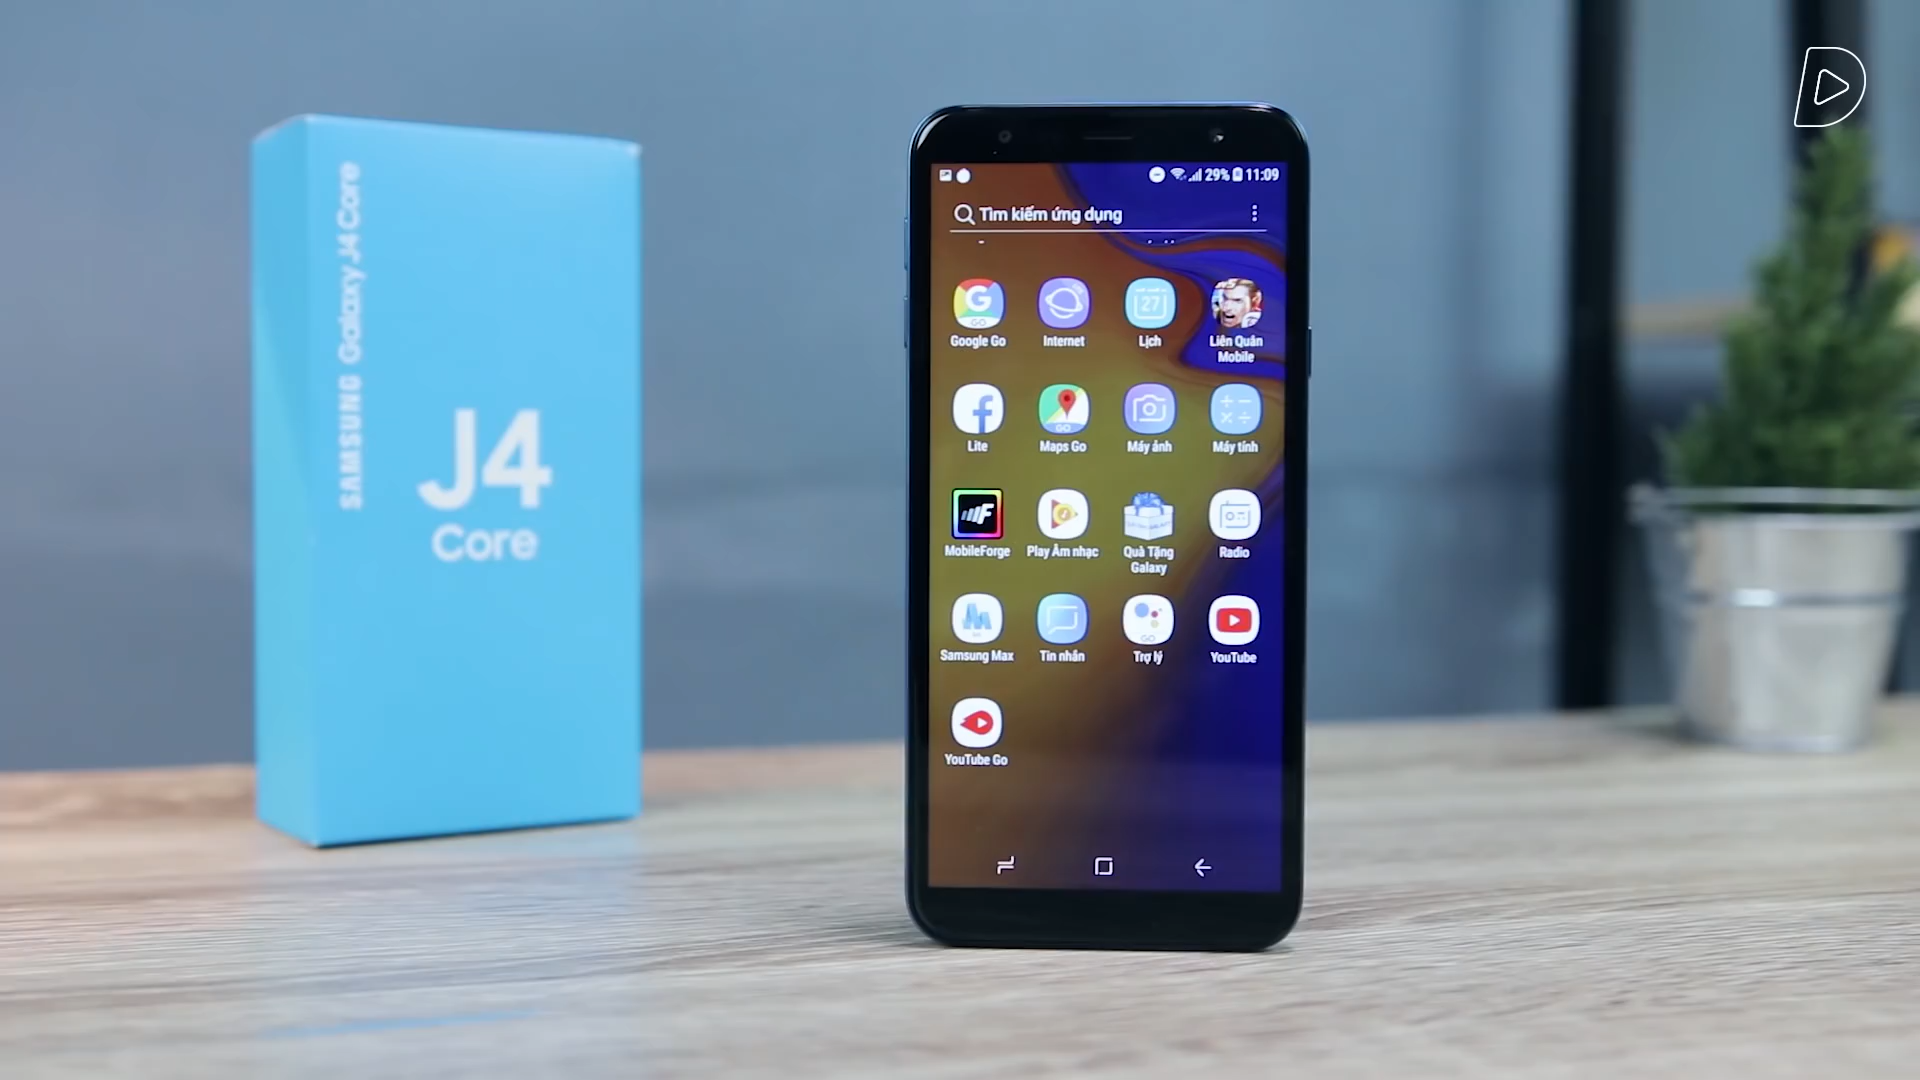 SAMSUNG Galaxy J4 Core
J4
Core
29% 11:09
Tìm kiếm ứng dụng
Google Go
Internet
Lịch
Liên Quân
Mobile
Lite
Maps Go
Máy ảnh
Máy tính
MobileForge
Play Âm nhạc
Quà Tặng
Galaxy
Radio
Samsung Max
Tin nhắn
Trợ lý
YouTube
YouTube Go